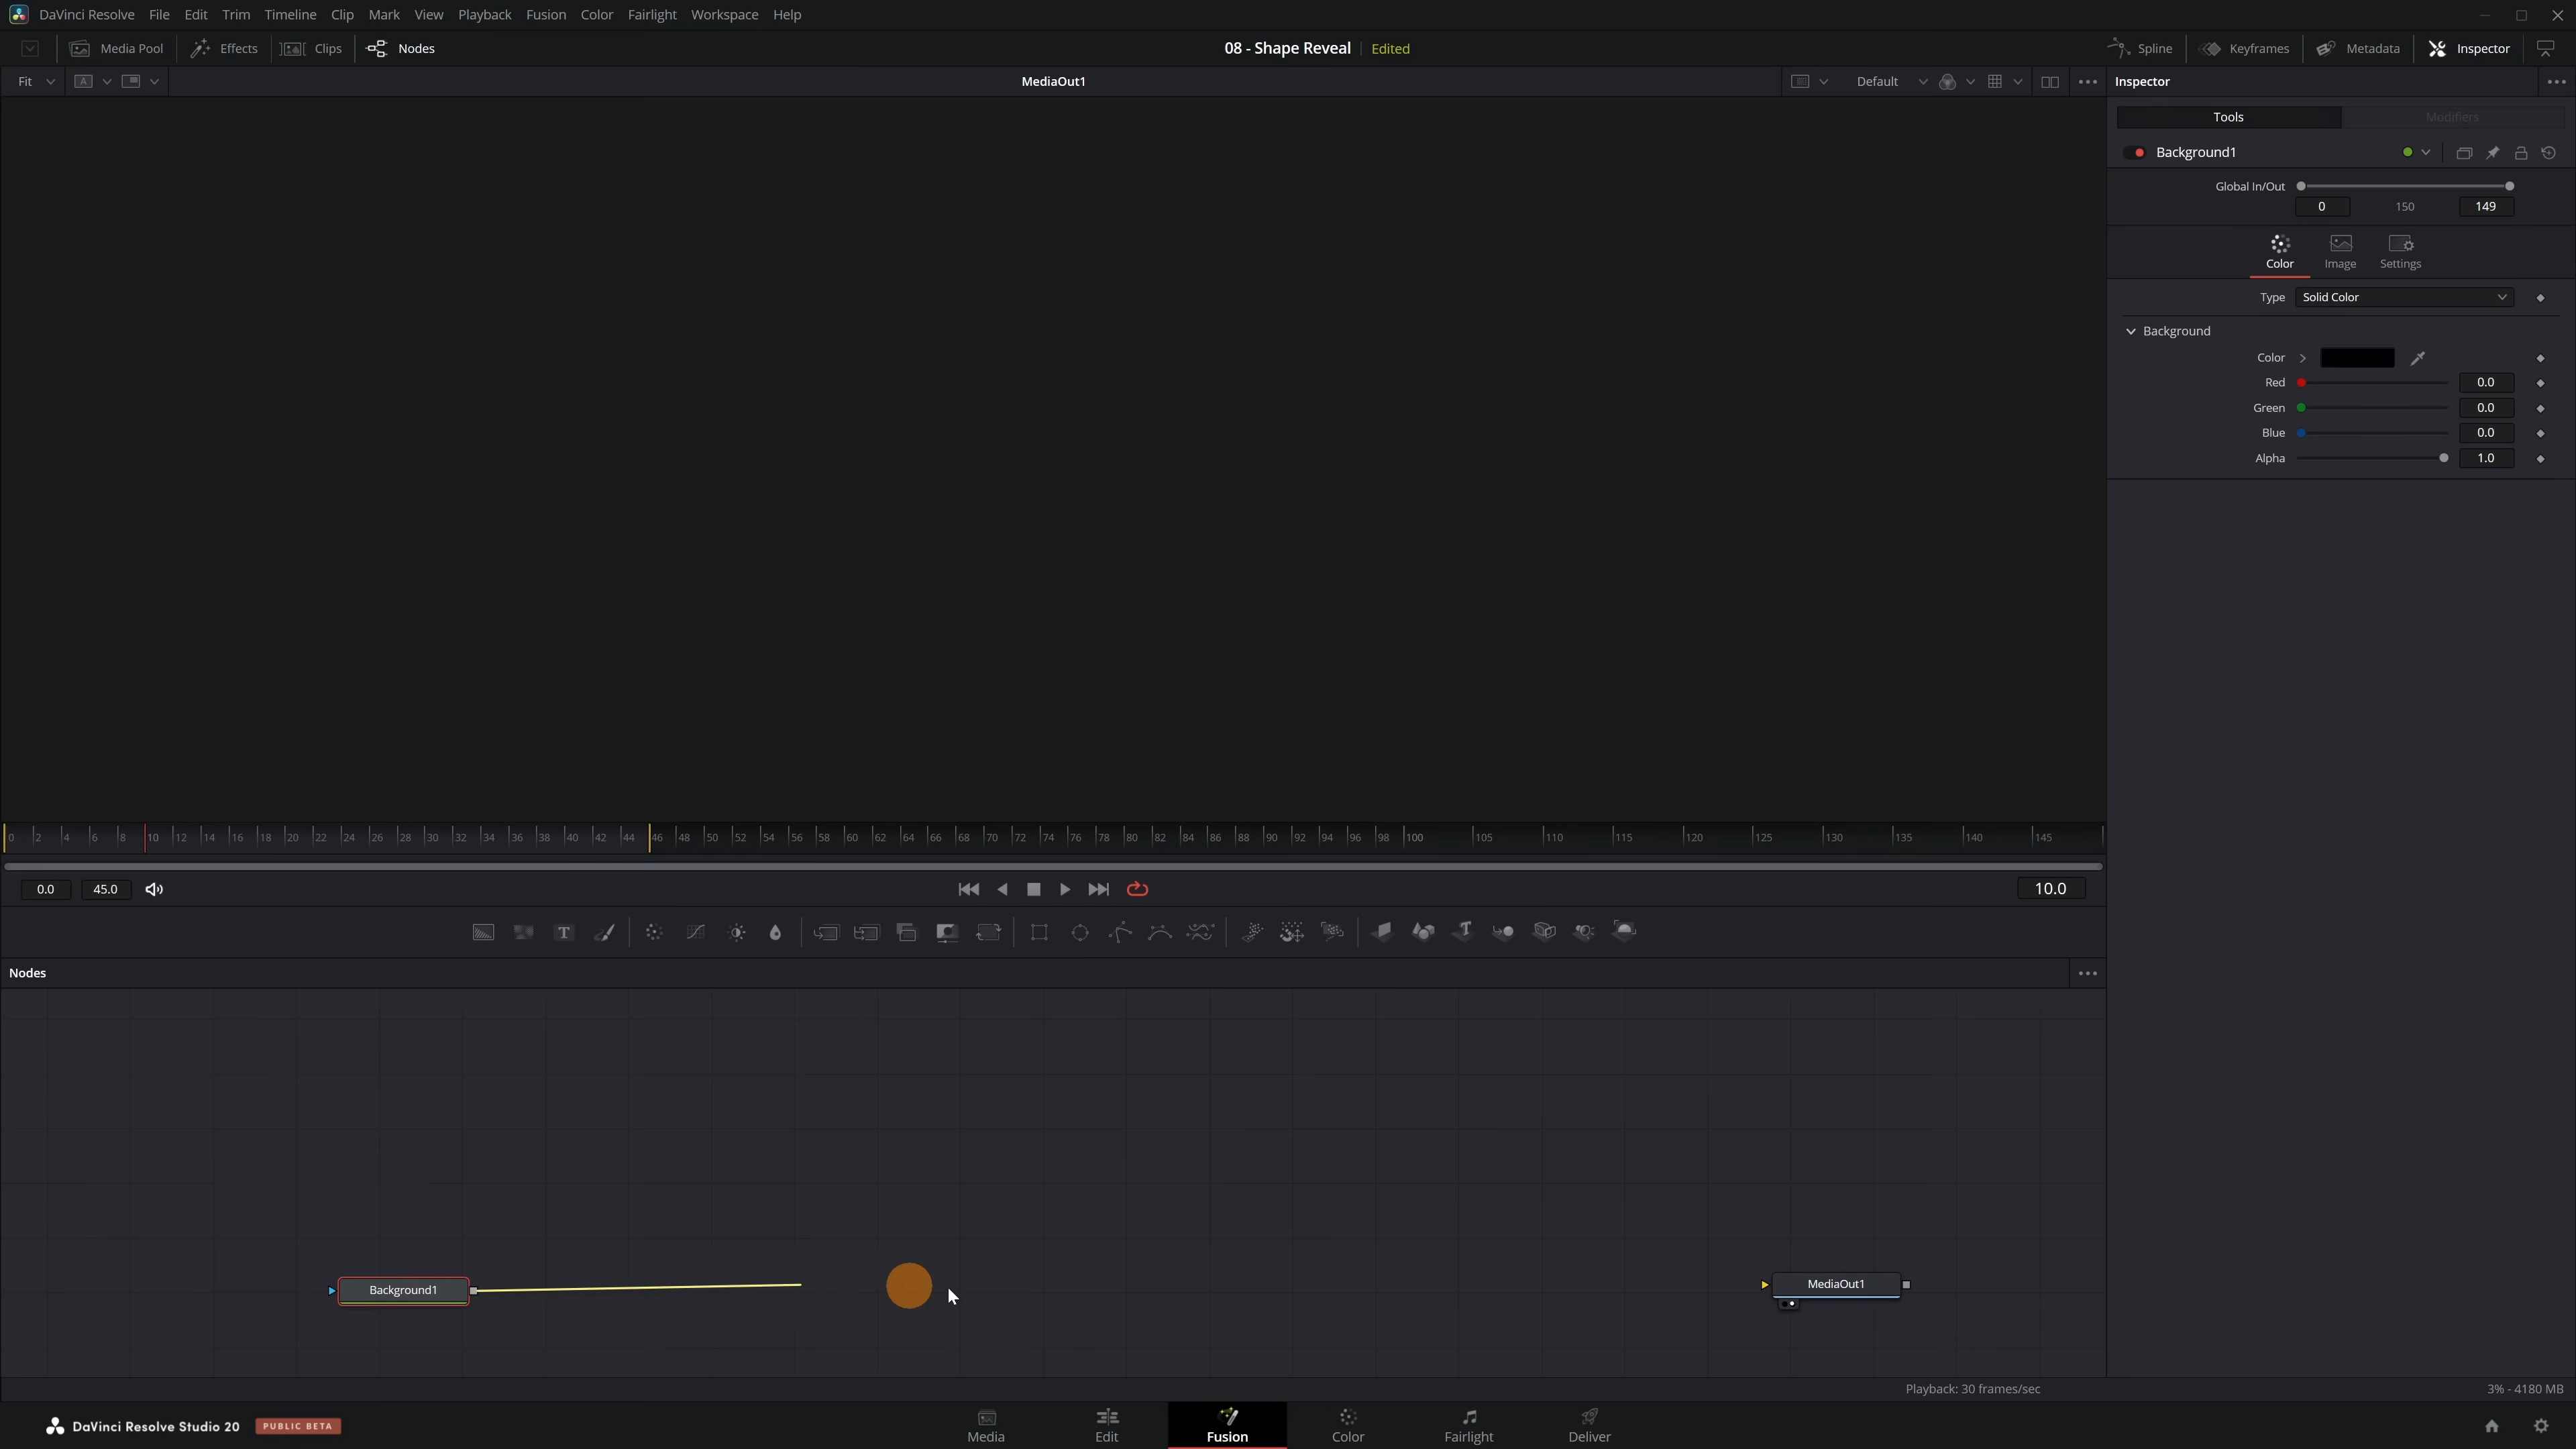 DaVinci Resolve File Edit Trim Timeline Clip Mark View Playback Fusion Color Fairlight Workspace Help
Media Pool Effects Clips Nodes 08 - Shape Reveal Edited Spline Keyframes Metadata Inspector
Fit A MediaOut1 Default Inspector
Tools Modifiers
Background1
Global In/Out
0 150 149
Color Image Settings
Type Solid Color
Background
Color
Red 0.0
Green 0.0
Blue 0.0
Alpha 1.0
0 2 4 6 8 10 12 14 16 18 20 22 24 26 28 30 32 34 36 38 40 42 44 46 48 50 52 54 56 58 60 62 64 66 68 70 72 74 76 78 80 82 84 86 88 90 92 94 96 98 100 105 110 115 120 125 130 135 140 145
0.0 45.0 10.0
T T
Nodes
Background1 MediaOut1
Playback: 30 frames/sec 3% - 4180 MB
DaVinci Resolve Studio 20 PUBLIC BETA Media Edit Fusion Color Fairlight Deliver